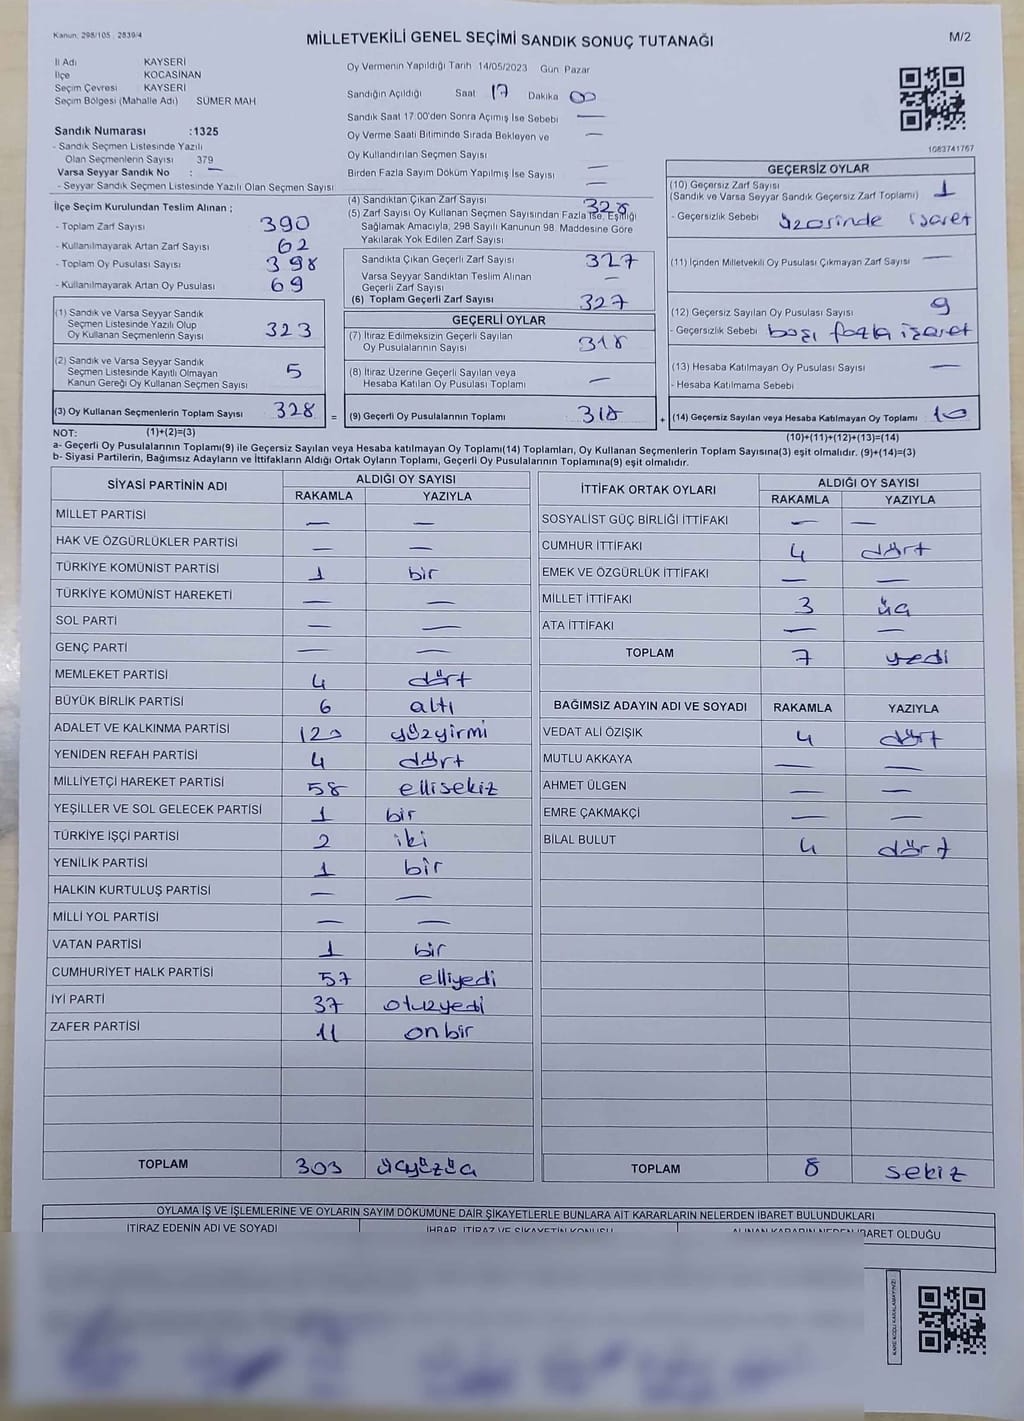 Kanun, 298/105 , 2839/4
MİLLETVEKİLİ GENEL SEÇİMİ SANDIK SONUÇ TUTANAĞI
M/2
İl Adı KAYSERİ
İlçe KOCASİNAN
Seçim Çevresi KAYSERİ
Seçim Bölgesi (Mahalle Adı) SÜMER MAH
Sandık Numarası :1325
- Sandık Seçmen Listesinde Yazılı
Olan Seçmenlerin Sayısı 379
Varsa Seyyar Sandık No : —
- Seyyar Sandık Seçmen Listesinde Yazılı Olan Seçmen Sayısı —
İlçe Seçim Kurulundan Teslim Alınan ;
- Toplam Zarf Sayısı 390
- Kullanılmayarak Artan Zarf Sayısı 62
- Toplam Oy Pusulası Sayısı 398
- Kullanılmayarak Artan Oy Pusulası 69
(1) Sandık ve Varsa Seyyar Sandık
Seçmen Listesinde Yazılı Olup
Oy Kullanan Seçmenlerin Sayısı 323
(2) Sandık ve Varsa Seyyar Sandık
Seçmen Listesinde Kayıtlı Olmayan
Kanun Gereği Oy Kullanan Seçmen Sayısı 5
(3) Oy Kullanan Seçmenlerin Toplam Sayısı 328
Oy Vermenin Yapıldığı Tarih 14/05/2023 Gün Pazar
Sandığın Açıldığı Saat 17 Dakika 00
Sandık Saat 17.00'den Sonra Açımış İse Sebebi —
Oy Verme Saati Bitiminde Sırada Bekleyen ve —
Oy Kullandırılan Seçmen Sayısı
Birden Fazla Sayım Döküm Yapılmış İse Sayısı —
(4) Sandıktan Çıkan Zarf Sayısı 328
(5) Zarf Sayısı Oy Kullanan Seçmen Sayısından Fazla İse, Eşitliği
Sağlamak Amacıyla, 298 Sayılı Kanunun 98. Maddesine Göre
Yakılarak Yok Edilen Zarf Sayısı
Sandıkta Çıkan Geçerli Zarf Sayısı 327
Varsa Seyyar Sandıktan Teslim Alınan
Geçerli Zarf Sayısı —
(6) Toplam Geçerli Zarf Sayısı 327
GEÇERLİ OYLAR
(7) İtiraz Edilmeksizin Geçerli Sayılan
Oy Pusulalarının Sayısı 318
(8) İtiraz Üzerine Geçerli Sayılan veya
Hesaba Katılan Oy Pusulası Toplamı —
= (9) Geçerli Oy Pusulalarının Toplamı 318
1083741767
GEÇERSİZ OYLAR
(10) Geçersiz Zarf Sayısı 1
(Sandık ve Varsa Seyyar Sandık Geçersiz Zarf Toplamı)
- Geçersizlik Sebebi üzerinde işaret
(11) İçinden Milletvekili Oy Pusulası Çıkmayan Zarf Sayısı —
(12) Geçersiz Sayılan Oy Pusulası Sayısı 9
- Geçersizlik Sebebi boşı fazla işaret
(13) Hesaba Katılmayan Oy Pusulası Sayısı —
- Hesaba Katılmama Sebebi
+ (14) Geçersiz Sayılan veya Hesaba Katılmayan Oy Toplamı 10
NOT: (1)+(2)=(3)
(10)+(11)+(12)+(13)=(14)
a- Geçerli Oy Pusulalarının Toplamı(9) ile Geçersiz Sayılan veya Hesaba katılmayan Oy Toplamı(14) Toplamları, Oy Kullanan Seçmenlerin Toplam Sayısına(3) eşit olmalıdır. (9)+(14)=(3)
b- Siyasi Partilerin, Bağımsız Adayların ve İttifakların Aldığı Ortak Oyların Toplamı, Geçerli Oy Pusulalarının Toplamına(9) eşit olmalıdır.
SİYASİ PARTİNİN ADI ALDIĞI OY SAYISI
RAKAMLA YAZIYLA
MİLLET PARTİSİ — —
HAK VE ÖZGÜRLÜKLER PARTİSİ — —
TÜRKİYE KOMÜNİST PARTİSİ 1 bir
TÜRKİYE KOMÜNİST HAREKETİ — —
SOL PARTİ — —
GENÇ PARTİ — —
MEMLEKET PARTİSİ 4 dört
BÜYÜK BİRLİK PARTİSİ 6 altı
ADALET VE KALKINMA PARTİSİ 120 yüzyirmi
YENİDEN REFAH PARTİSİ 4 dört
MİLLİYETÇİ HAREKET PARTİSİ 58 ellisekiz
YEŞİLLER VE SOL GELECEK PARTİSİ 1 bir
TÜRKİYE İŞÇİ PARTİSİ 2 iki
YENİLİK PARTİSİ 1 bir
HALKIN KURTULUŞ PARTİSİ — —
MİLLİ YOL PARTİSİ — —
VATAN PARTİSİ 1 bir
CUMHURİYET HALK PARTİSİ 57 elliyedi
İYİ PARTİ 37 otuzyedi
ZAFER PARTİSİ 11 onbir
TOPLAM 303 üçyüzüç
İTTİFAK ORTAK OYLARI ALDIĞI OY SAYISI
RAKAMLA YAZIYLA
SOSYALİST GÜÇ BİRLİĞİ İTTİFAKI — —
CUMHUR İTTİFAKI 4 dört
EMEK VE ÖZGÜRLÜK İTTİFAKI — —
MİLLET İTTİFAKI 3 üç
ATA İTTİFAKI — —
TOPLAM 7 yedi
BAĞIMSIZ ADAYIN ADI VE SOYADI RAKAMLA YAZIYLA
VEDAT ALİ ÖZIŞIK 4 dört
MUTLU AKKAYA — —
AHMET ÜLGEN — —
EMRE ÇAKMAKÇİ — —
BİLAL BULUT 4 dört
TOPLAM 8 sekiz
OYLAMA İŞ VE İŞLEMLERİNE VE OYLARIN SAYIM DÖKÜMÜNE DAİR ŞİKAYETLERLE BUNLARA AİT KARARLARIN NELERDEN İBARET BULUNDUKLARI
İTİRAZ EDENİN ADI VE SOYADI İHBAR, İTİRAZ VE ŞİKAYETİN KONUSU ALINAN KARARIN NEDEN İBARET OLDUĞU
KARE KODU KARALAMAYINIZ!